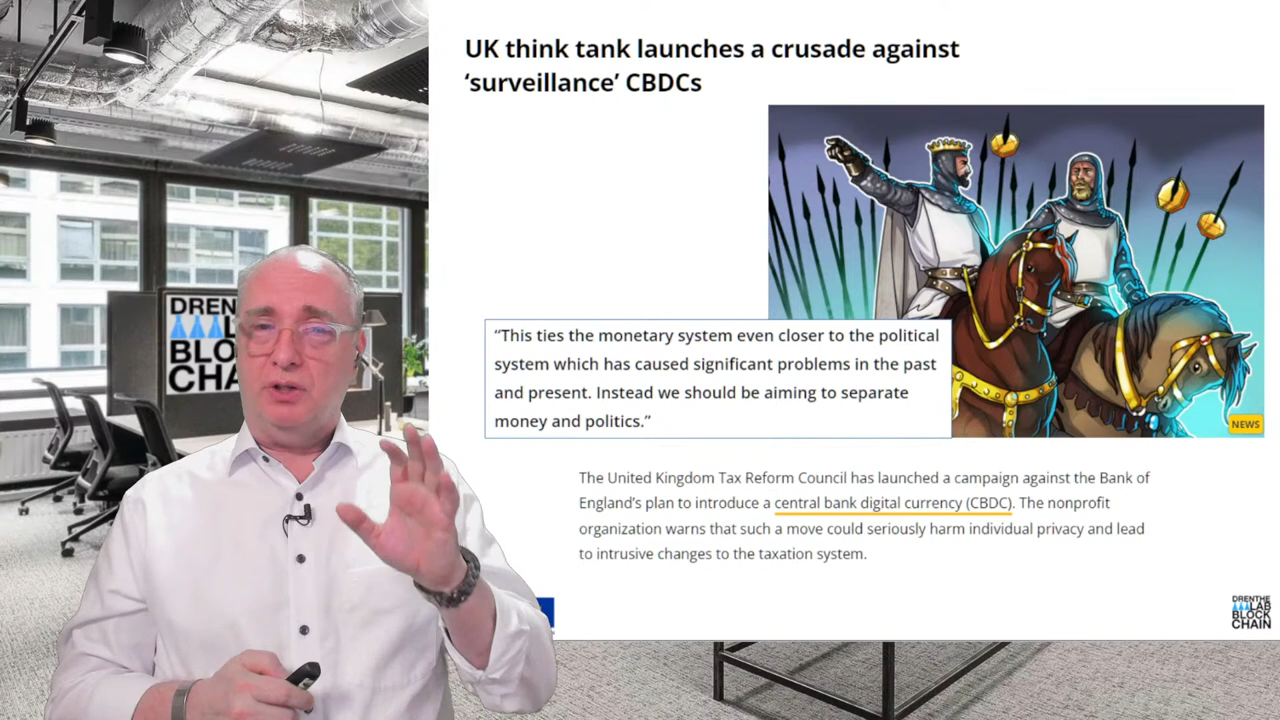 UK think tank launches a crusade against
‘surveillance’ CBDCs
“This ties the monetary system even closer to the political
system which has caused significant problems in the past
and present. Instead we should be aiming to separate
money and politics.”
NEWS
The United Kingdom Tax Reform Council has launched a campaign against the Bank of
England’s plan to introduce a central bank digital currency (CBDC). The nonprofit
organization warns that such a move could seriously harm individual privacy and lead
to intrusive changes to the taxation system.
DREN
L
BLO
CHA
DRENTHE
LAB
BLOCK
CHAIN